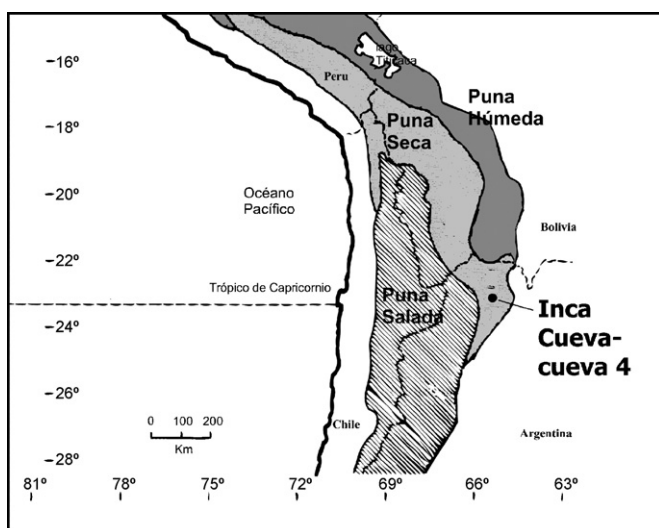 -16º
-18º
-20º
-22º
-24º
-26º
-28º
lago
Titicaca
Peru
Puna
Húmeda
Puna
Seca
Océano
Pacífico
Bolivia
Trópico de Capricornio
Puna
Salada
Inca
Cueva-
cueva 4
0 100 200
Km
Chile
Argentina
81º 78º 75º 72º 69º 66º 63º